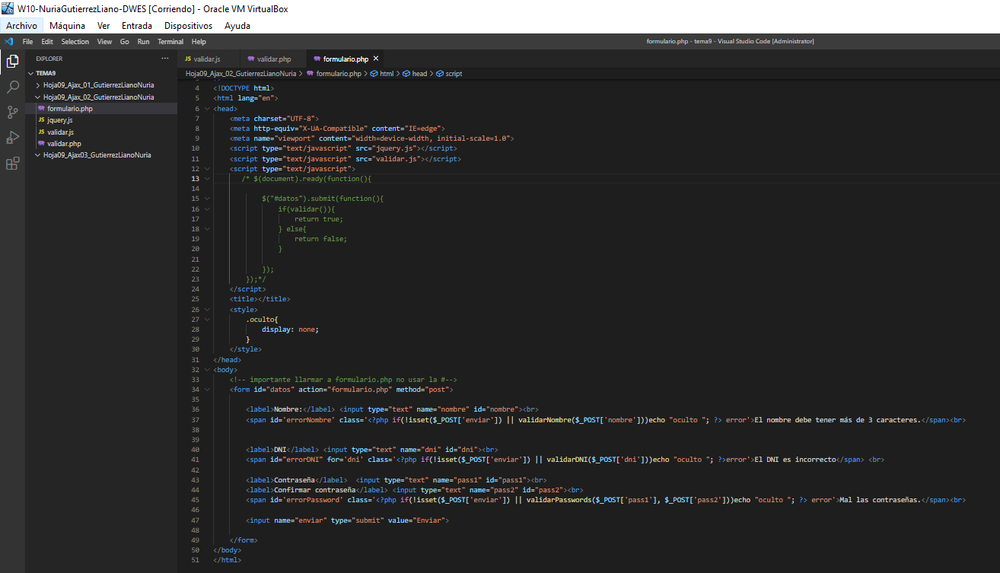 W10-NuriaGutierrezLiano-DWES [Corriendo] - Oracle VM VirtualBox
Archivo Máquina Ver Entrada Dispositivos Ayuda
File Edit Selection View Go Run Terminal Help
formulario.php - tema9 - Visual Studio Code [Administrator]
EXPLORER ···
TEMA9
Hoja09_Ajax_01_GutierrezLianoNuria
Hoja09_Ajax_02_GutierrezLianoNuria
formulario.php
JS jquery.js
JS validar.js
validar.php
Hoja09_Ajax03_GutierrezLianoNuria
JS validar.js validar.php formulario.php ×
Hoja09_Ajax_02_GutierrezLianoNuria > formulario.php > html > head > script
4 <!DOCTYPE html>
5 <html lang="en">
6 <head>
7 <meta charset="UTF-8">
8 <meta http-equiv="X-UA-Compatible" content="IE=edge">
9 <meta name="viewport" content="width=device-width, initial-scale=1.0">
10 <script type="text/javascript" src="jquery.js"></script>
11 <script type="text/javascript" src="validar.js"></script>
12 <script type="text/javascript">
13 /* $(document).ready(function(){
14
15 $("#datos").submit(function(){
16 if(validar()){
17 return true;
18 } else{
19 return false;
20 }
21
22 });
23 });*/
24 </script>
25 <title></title>
26 <style>
27 .oculto{
28 display: none;
29 }
30 </style>
31 </head>
32 <body>
33 <!-- importante llarmar a formulario.php no usar la #-->
34 <form id="datos" action="formulario.php" method="post">
35
36 <label>Nombre:</label> <input type="text" name="nombre" id="nombre"><br>
37 <span id='errorNombre' class='<?php if(!isset($_POST['enviar']) || validarNombre($_POST['nombre']))echo "oculto "; ?> error'>El nombre debe tener más de 3 caracteres.</span><br>
38
39
40 <label>DNI</label> <input type="text" name="dni" id="dni"><br>
41 <span id="errorDNI" for='dni' class='<?php if(!isset($_POST['enviar']) || validarDNI($_POST['dni']))echo "oculto "; ?>error'>El DNI es incorrecto</span> <br>
42
43 <label>Contraseña</label> <input type="text" name="pass1" id="pass1"><br>
44 <label>Confirmar contraseña</label> <input type="text" name="pass2" id="pass2"><br>
45 <span id='errorPassword' class='<?php if(!isset($_POST['enviar']) || validarPasswords($_POST['pass1'], $_POST['pass2']))echo "oculto "; ?> error'>Mal las contraseñas.</span><br>
46
47 <input name="enviar" type="submit" value="Enviar">
48
49 </form>
50 </body>
51 </html>